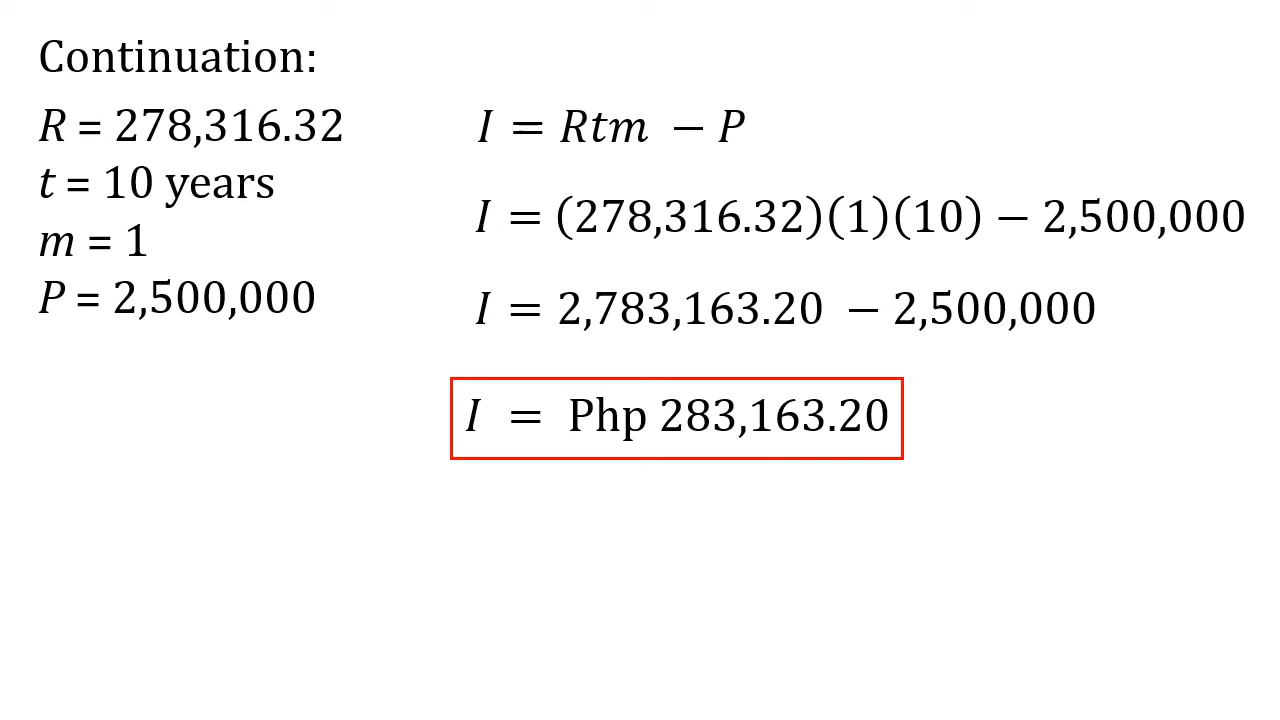 Continuation:
R = 278,316.32
t = 10 years
m = 1
P = 2,500,000
I = Rtm − P
I = (278,316.32)(1)(10) − 2,500,000
I = 2,783,163.20 − 2,500,000
I = Php 283,163.20